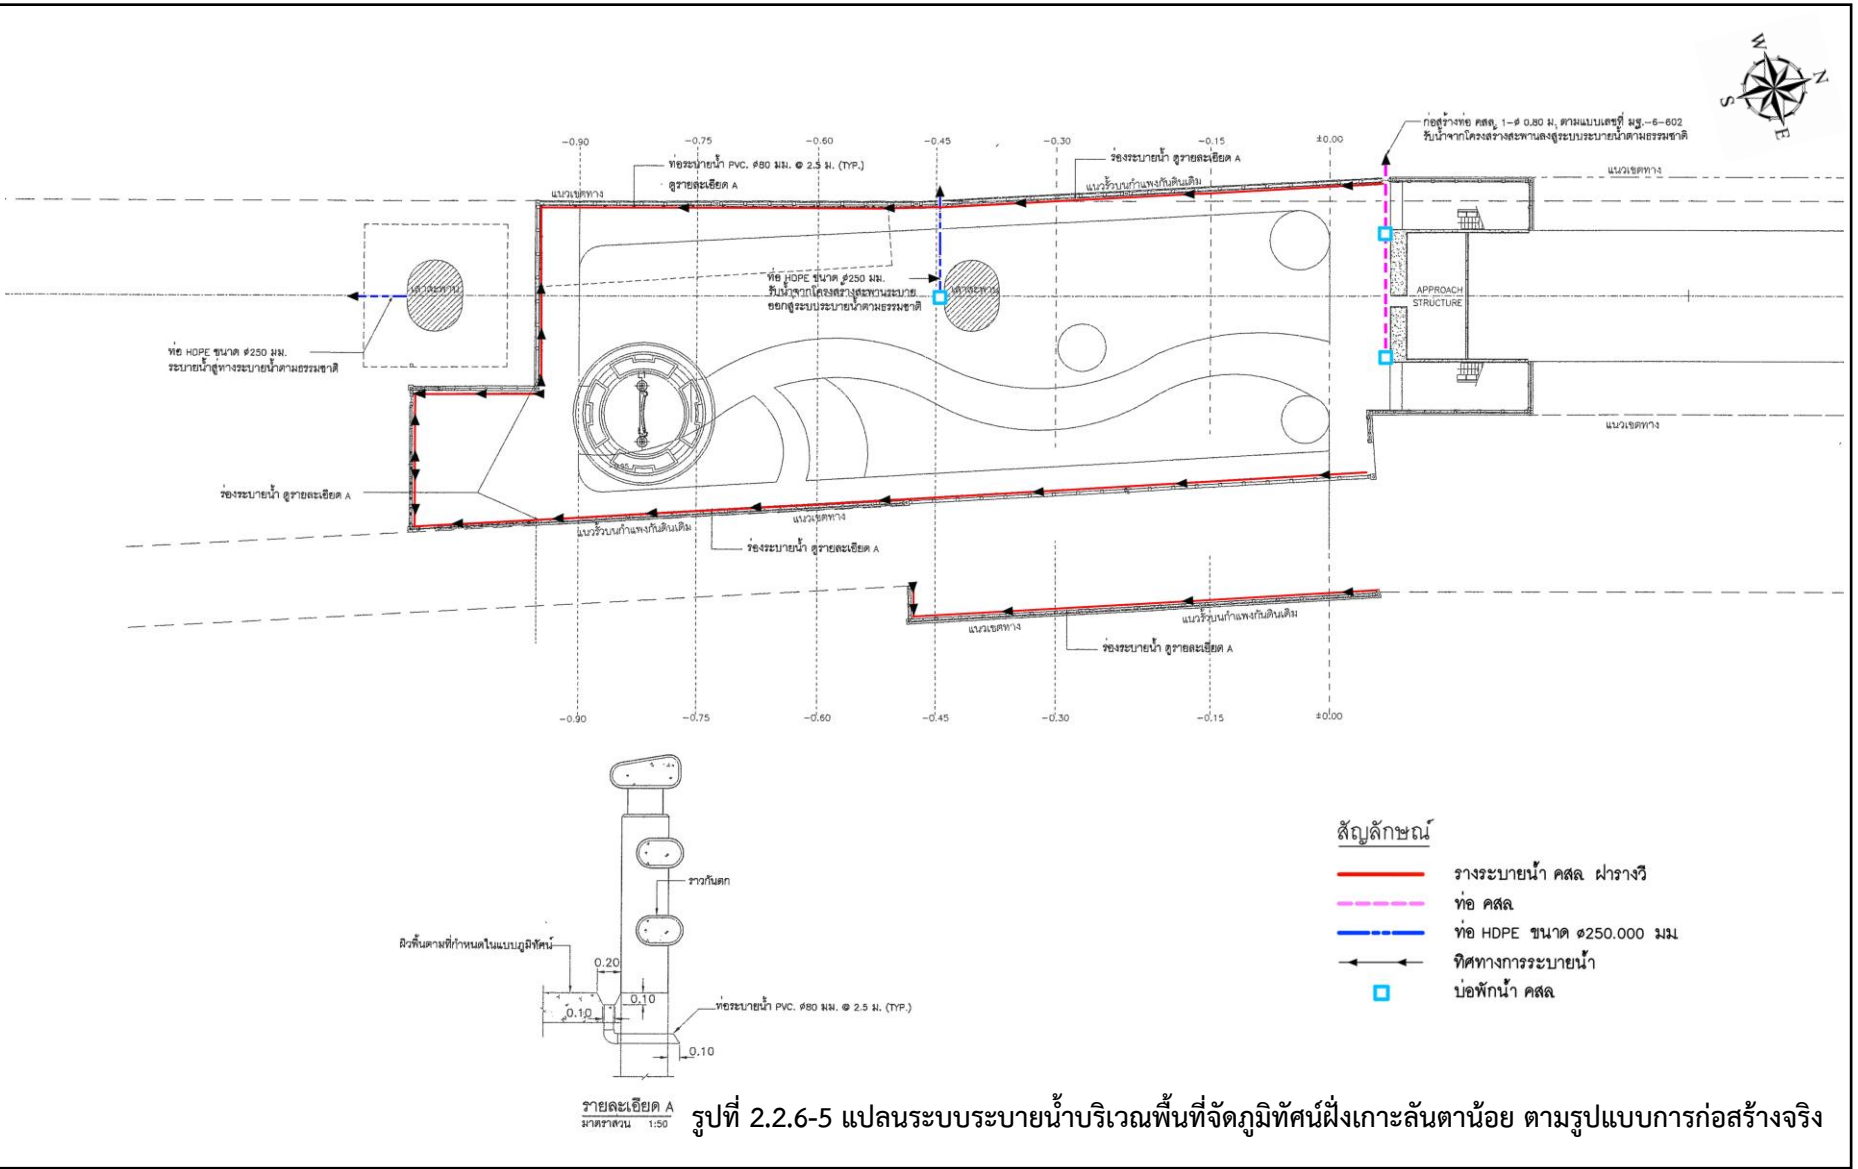 W
N
S
E
ก่อสร้างท่อ คสล. 1-ø 0.80 ม. ตามแบบเลขที่ มฐ.-6-602
รับน้ำจากโครงสร้างสะพานลงสู่ระบบระบายน้ำตามธรรมชาติ
-0.90
-0.75
-0.60
-0.45
-0.30
-0.15
±0.00
ท่อระบายน้ำ PVC. ø80 มม. @ 2.5 ม. (TYP.)
ดูรายละเอียด A
ร่องระบายน้ำ ดูรายละเอียด A
แนวเขตทาง
แนวเขตทาง
แนวรั้วบนกำแพงกันดินเดิม
ท่อ HDPE ขนาด ø250 มม.
รับน้ำจากโครงสร้างสะพานระบาย
ออกสู่ระบประบายน้ำตามธรรมชาติ
เสาสะพาน
เสาสะพาน
APPROACH
STRUCTURE
ท่อ HDPE ขนาด ø250 มม.
ระบายน้ำสู่ทางระบายน้ำตามธรรมชาติ
แนวเขตทาง
-0.95
ร่องระบายน้ำ ดูรายละเอียด A
แนวรั้วบนกำแพงกันดินเดิม
แนวเขตทาง
ร่องระบายน้ำ ดูรายละเอียด A
แนวเขตทาง
แนวรั้วบนกำแพงกันดินเดิม
ร่องระบายน้ำ ดูรายละเอียด A
-0.90
-0.75
-0.60
-0.45
-0.30
-0.15
±0.00
ราวกันตก
ผิวพื้นตามที่กำหนดในแบบภูมิทัศน์
0.20
0.10
0.10
ท่อระบายน้ำ PVC. ø80 มม. @ 2.5 ม. (TYP.)
0.10
รายละเอียด A
มาตราส่วน 1:50
สัญลักษณ์
รางระบายน้ำ คสล. ฝารางวี
ท่อ คสล.
ท่อ HDPE ขนาด ø250.000 มม.
ทิศทางการระบายน้ำ
บ่อพักน้ำ คสล.
รูปที่ 2.2.6-5 แปลนระบบระบายน้ำบริเวณพื้นที่จัดภูมิทัศน์ฝั่งเกาะลันตาน้อย ตามรูปแบบการก่อสร้างจริง